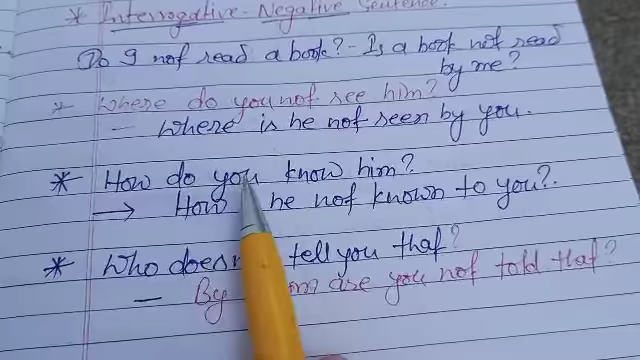 * Interrogative - Negative Sentence.
Do I not read a book? - Is a book not read
by me?
* Where do you not see him?
- Where is he not seen by you.
* How do you know him?
→ How he not known to you?
* Who does tell you that?
- By are you not told that?